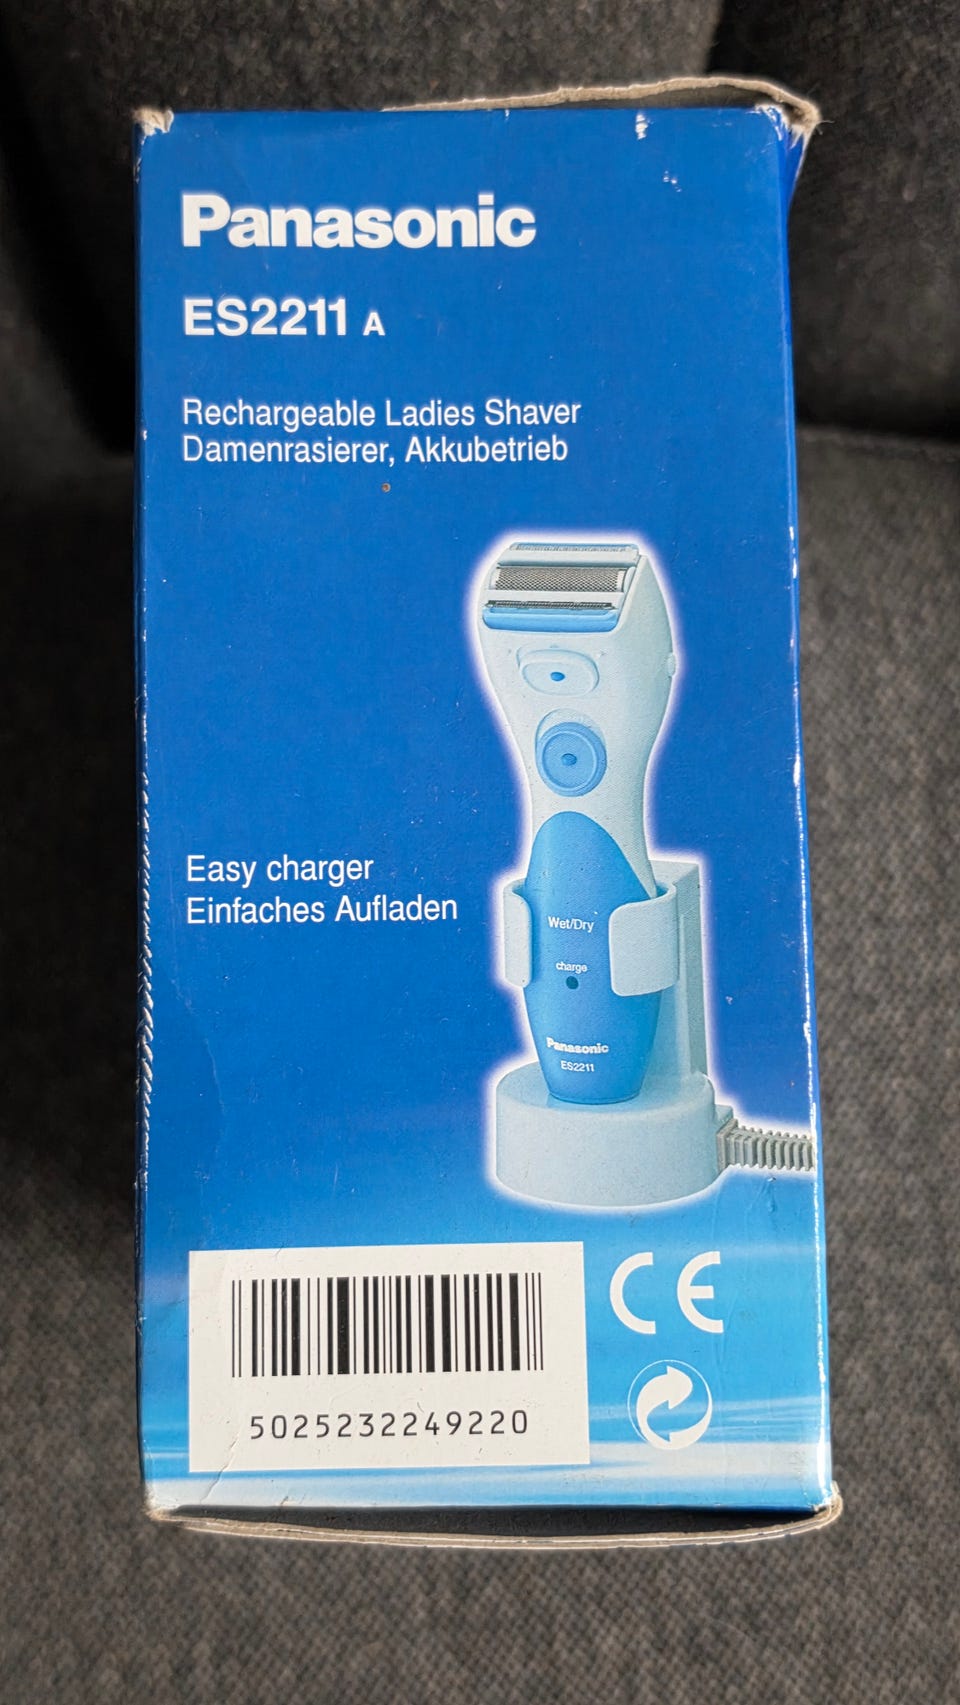 Panasonic
ES2211 A
Rechargeable Ladies Shaver
Damenrasierer, Akkubetrieb
Easy charger
Einfaches Aufladen
Wet/Dry
charge
Panasonic
ES2211
CE
5025232249220